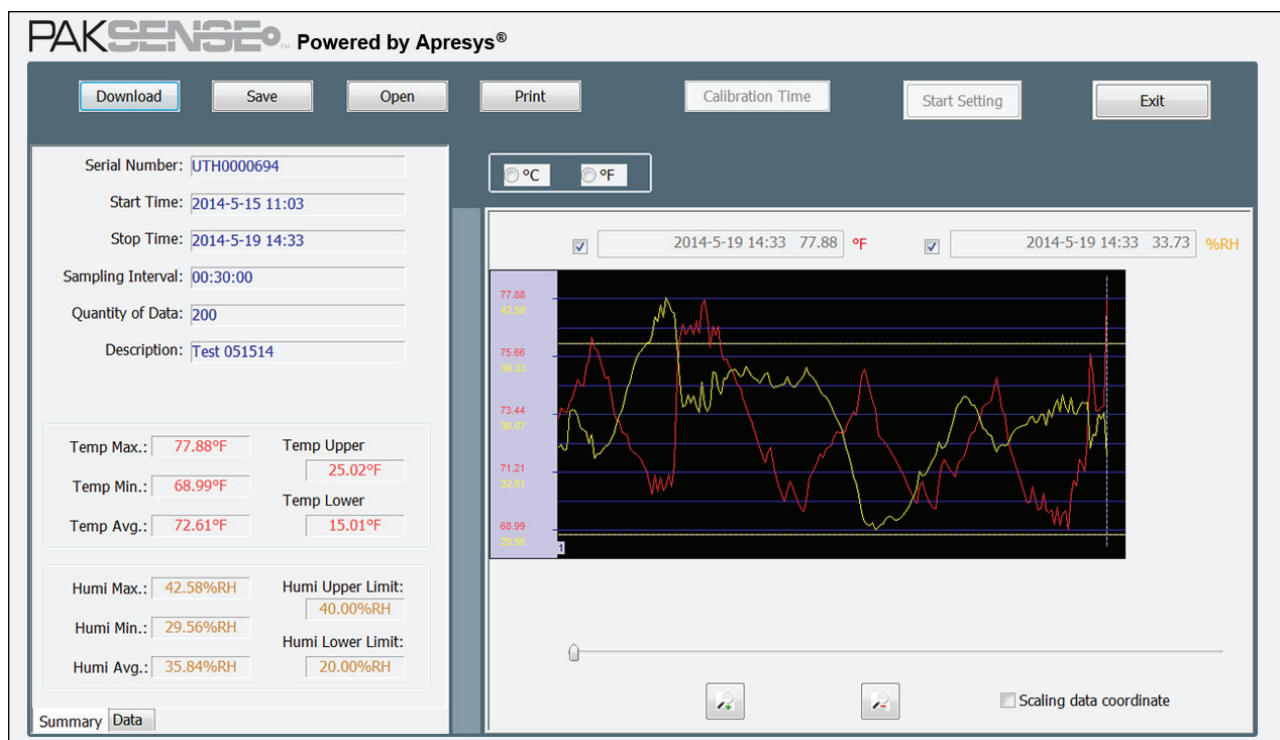 PAKSENSE™ Powered by Apresys®
Download Save Open Print Calibration Time Start Setting Exit
Serial Number: UTH0000694
Start Time: 2014-5-15 11:03
Stop Time: 2014-5-19 14:33
Sampling Interval: 00:30:00
Quantity of Data: 200
Description: Test 051514
Temp Max.: 77.88°F
Temp Upper
25.02°F
Temp Min.: 68.99°F
Temp Lower
Temp Avg.: 72.61°F
15.01°F
Humi Max.: 42.58%RH
Humi Upper Limit:
40.00%RH
Humi Min.: 29.56%RH
Humi Lower Limit:
Humi Avg.: 35.84%RH
20.00%RH
Summary Data
°C °F
2014-5-19 14:33 77.88 °F
2014-5-19 14:33 33.73 %RH
77.88
42.58
75.66
39.33
73.44
36.07
71.21
32.81
68.99
29.56
1
Scaling data coordinate